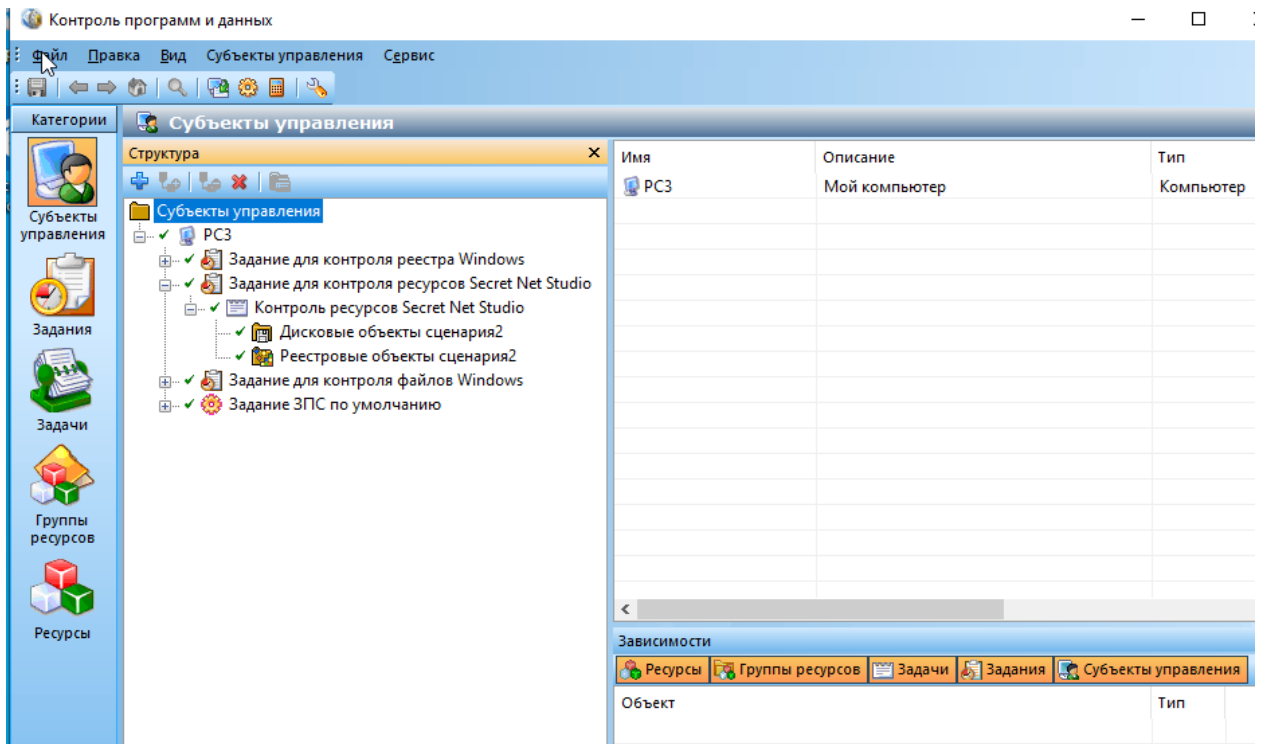 Контроль программ и данных
Файл Правка Вид Субъекты управления Сервис
Категории
Субъекты управления
Структура
Имя Описание Тип
PC3 Мой компьютер Компьютер
Субъекты управления
PC3
Задание для контроля реестра Windows
Задание для контроля ресурсов Secret Net Studio
Контроль ресурсов Secret Net Studio
Дисковые объекты сценария2
Реестровые объекты сценария2
Задание для контроля файлов Windows
Задание ЗПС по умолчанию
Субъекты
управления
Задания
Задачи
Группы
ресурсов
Ресурсы
Зависимости
Ресурсы Группы ресурсов Задачи Задания Субъекты управления
Объект Тип